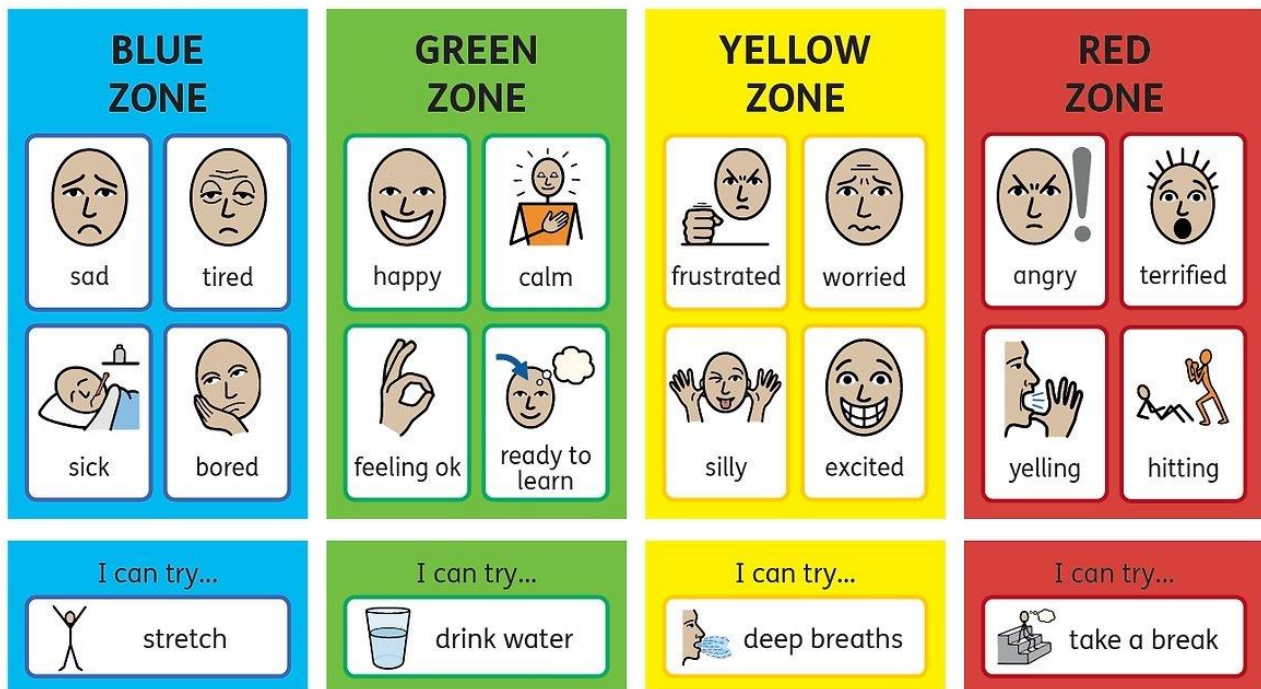 BLUE
ZONE
sad
tired
sick
bored
GREEN
ZONE
happy
calm
feeling ok
ready to
learn
YELLOW
ZONE
frustrated
worried
silly
excited
RED
ZONE
angry
terrified
yelling
hitting
I can try...
stretch
I can try...
drink water
I can try...
deep breaths
I can try...
take a break